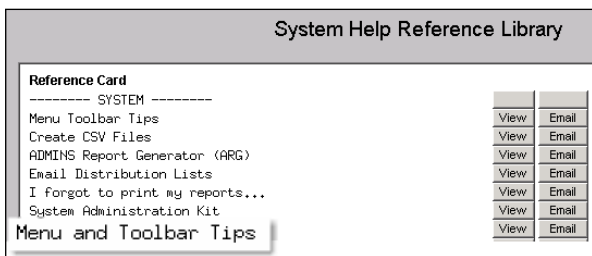 System Help Reference Library
Reference Card
-------- SYSTEM --------
Menu Toolbar Tips View Email
Create CSV Files View Email
ADMINS Report Generator (ARG) View Email
Email Distribution Lists View Email
I forgot to print my reports... View Email
System Administration Kit View Email
Menu and Toolbar Tips View Email